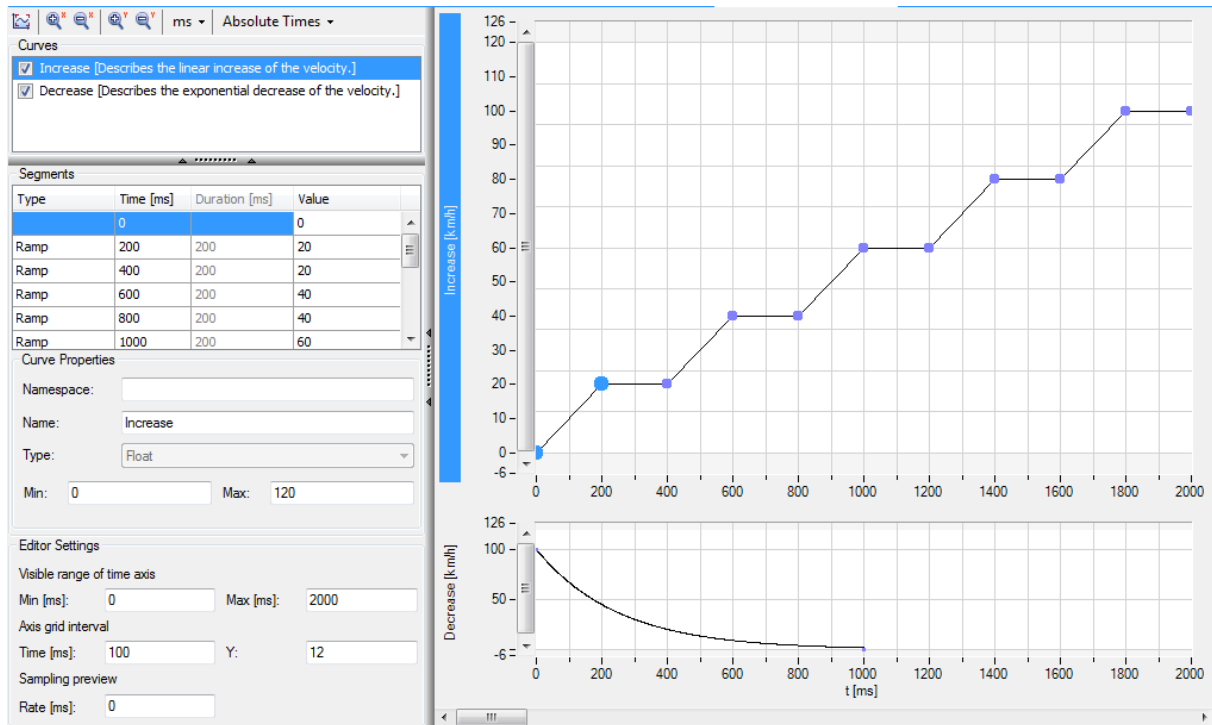 ms Absolute Times
Curves
Increase [Describes the linear increase of the velocity.]
Decrease [Describes the exponential decrease of the velocity.]
Segments
Type Time [ms] Duration [ms] Value
0 0
Ramp 200 200 20
Ramp 400 200 20
Ramp 600 200 40
Ramp 800 200 40
Ramp 1000 200 60
Curve Properties
Namespace:
Name: Increase
Type: Float
Min: 0 Max: 120
Editor Settings
Visible range of time axis
Min [ms]: 0 Max [ms]: 2000
Axis grid interval
Time [ms]: 100 Y: 12
Sampling preview
Rate [ms]: 0
Increase [km/h]
126
120
110
100
90
80
70
60
50
40
30
20
10
0
-6
0 200 400 600 800 1000 1200 1400 1600 1800 2000
Decrease [km/h]
126
100
50
-6
0 200 400 600 800 1000 1200 1400 1600 1800 2000
t [ms]